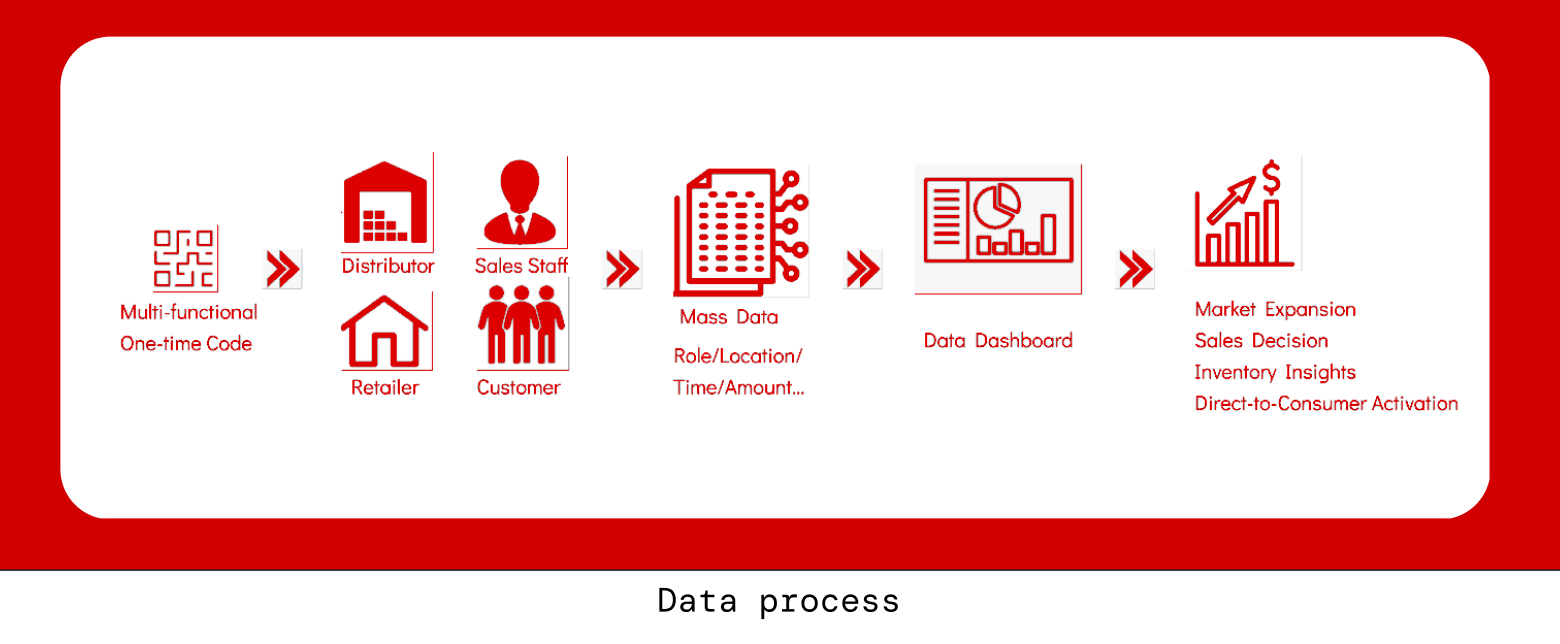 Multi-functional
One-time Code
Distributor
Sales Staff
Retailer
Customer
Mass Data
Role/Location/
Time/Amount...
Data Dashboard
$
Market Expansion
Sales Decision
Inventory Insights
Direct-to-Consumer Activation
Data process